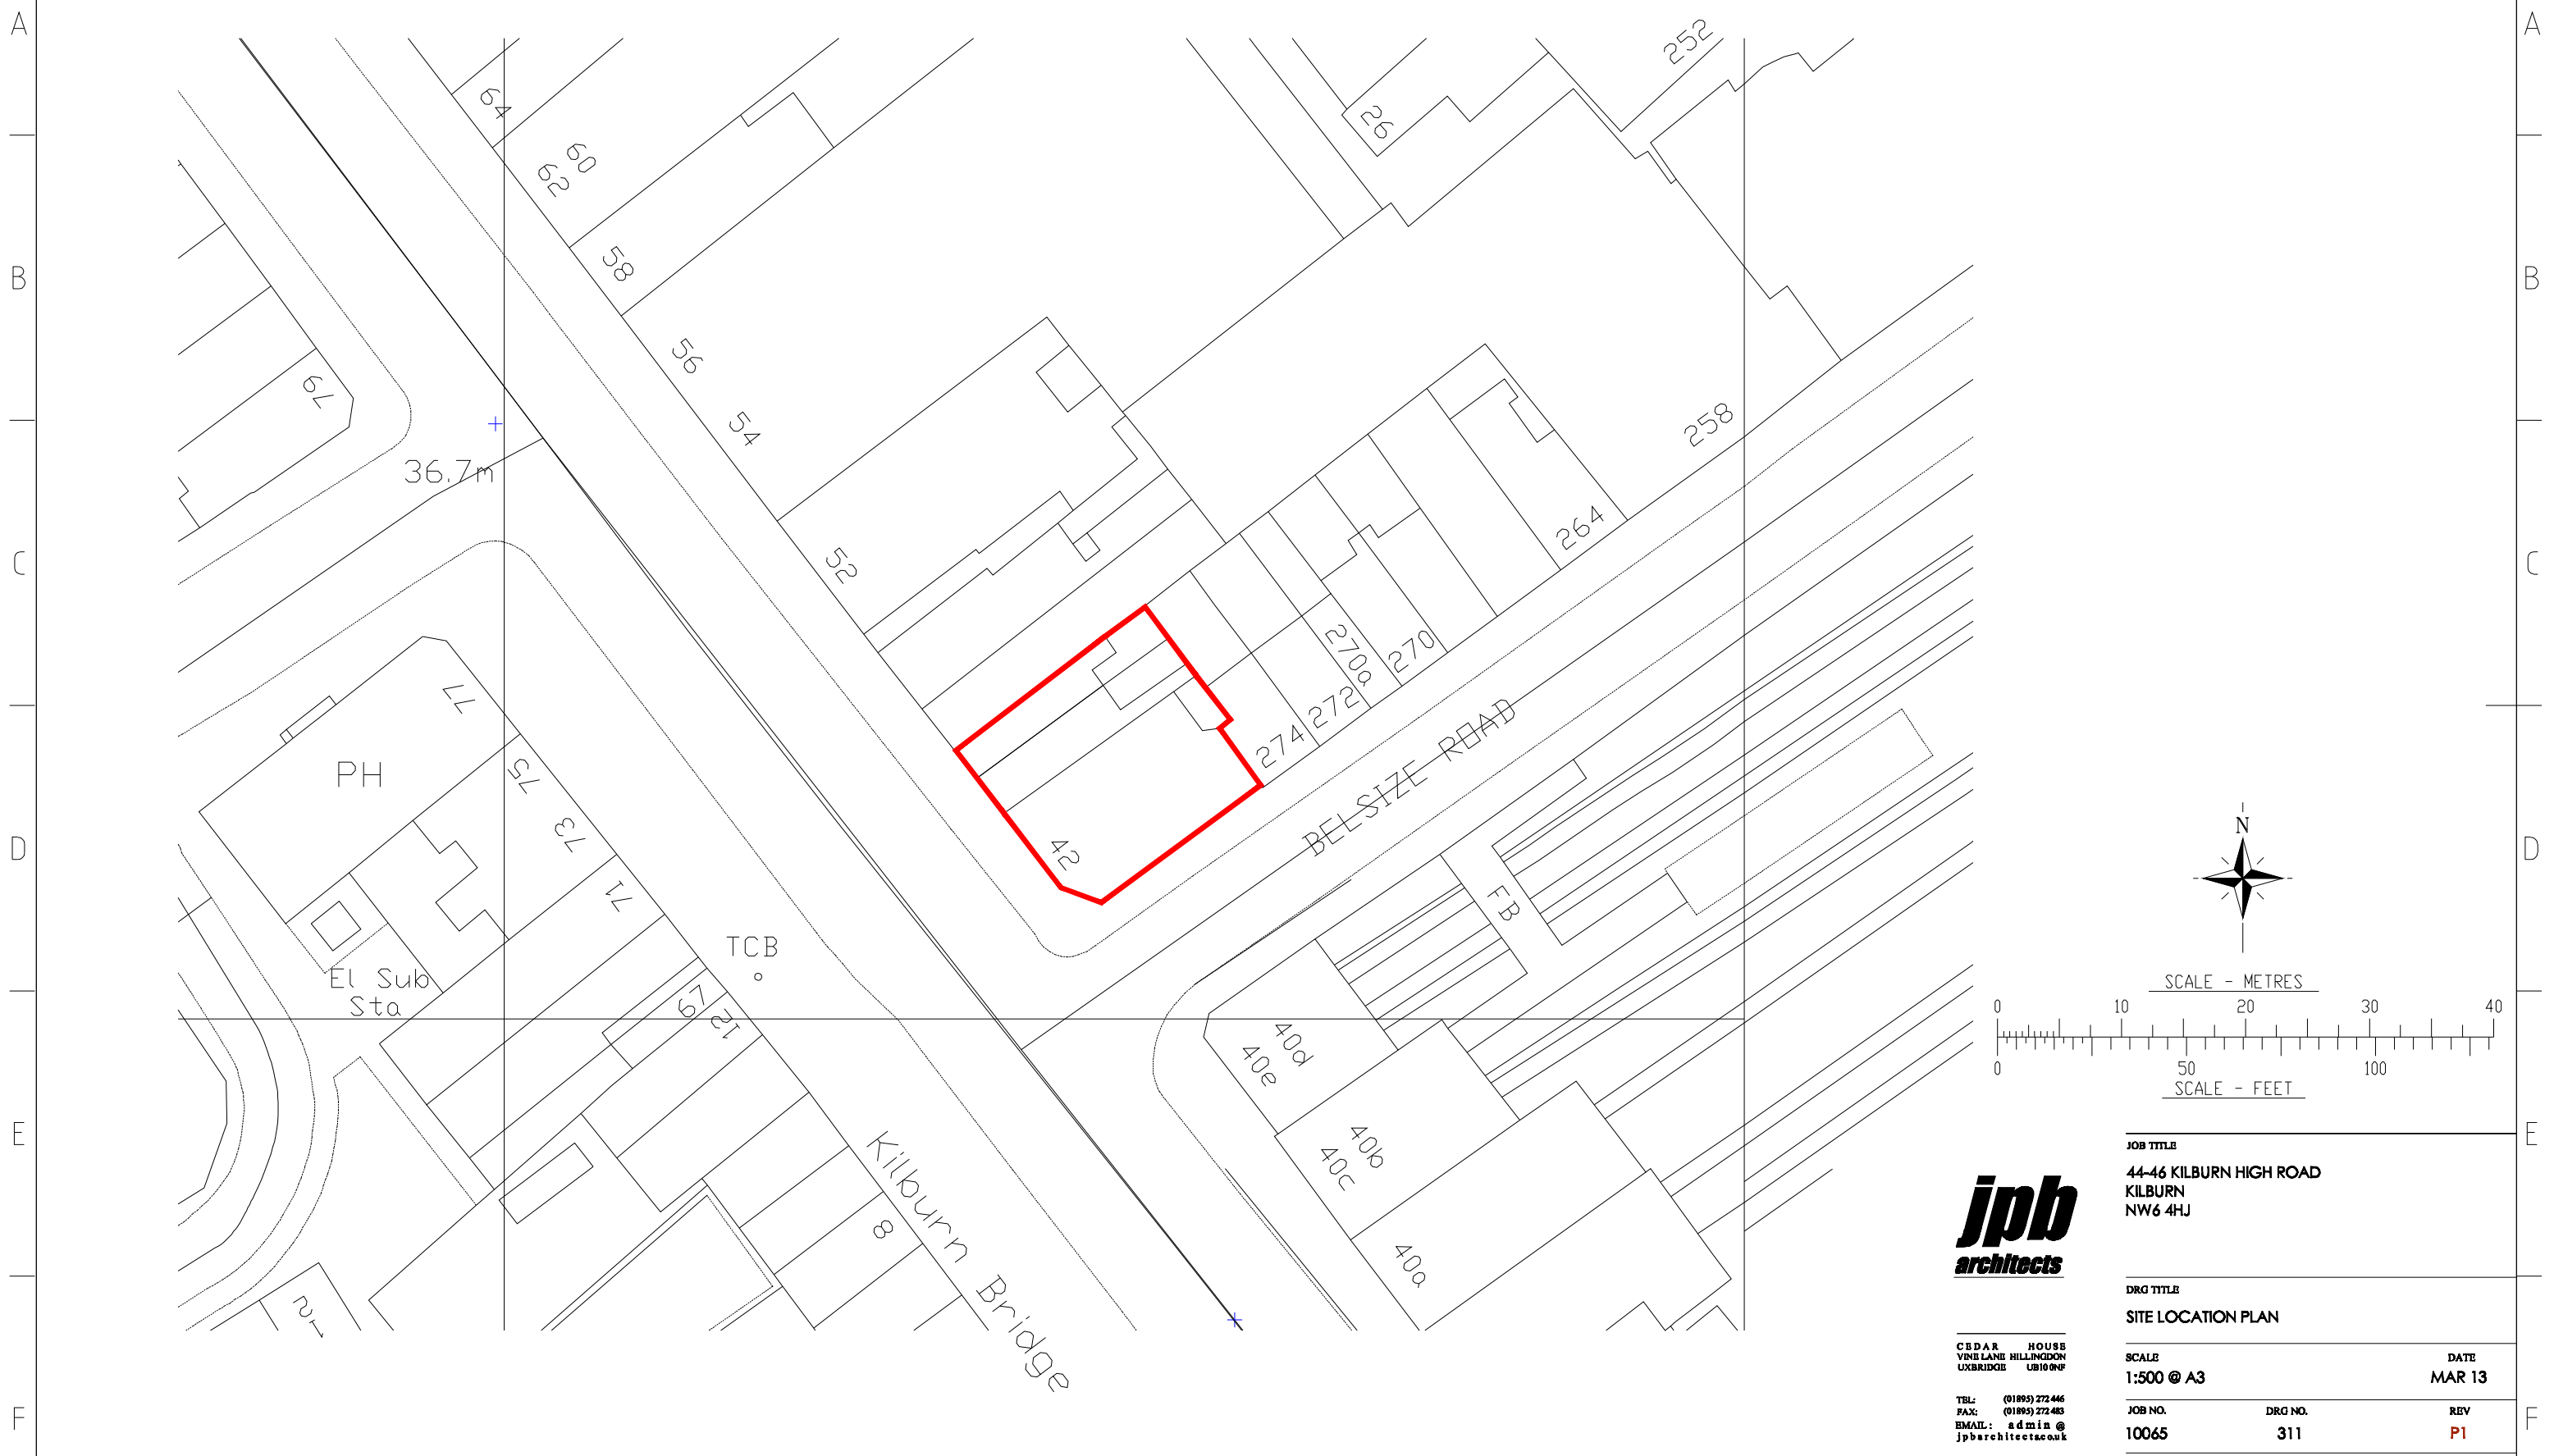 A
A
252
26
64
60
62
58
B
B
56
79
54
258
36.7m
264
52
C
C
270a
270
272
274
BELSIZE ROAD
77
PH
75
73
42
71
FB
D
D
N
TCB
El Sub
Sta
67
12
40d
40e
SCALE - METRES
0 10 20 30 40
0 50 100
SCALE - FEET
E
E
40b
40c
40a
8
Kilburn Bridge
12
jpb
architects
JOB TITLE
44-46 KILBURN HIGH ROAD
KILBURN
NW6 4HJ
DRG TITLE
SITE LOCATION PLAN
CEDAR HOUSE
VINE LANE HILLINGDON
UXBRIDGE UB10 0NF
SCALE DATE
1:500 @ A3 MAR 13
TEL: (01895) 272 446
FAX: (01895) 272 483
EMAIL: admin @
jpbarchitects.co.uk
JOB NO. DRG NO. REV
10065 311 P1
F
F